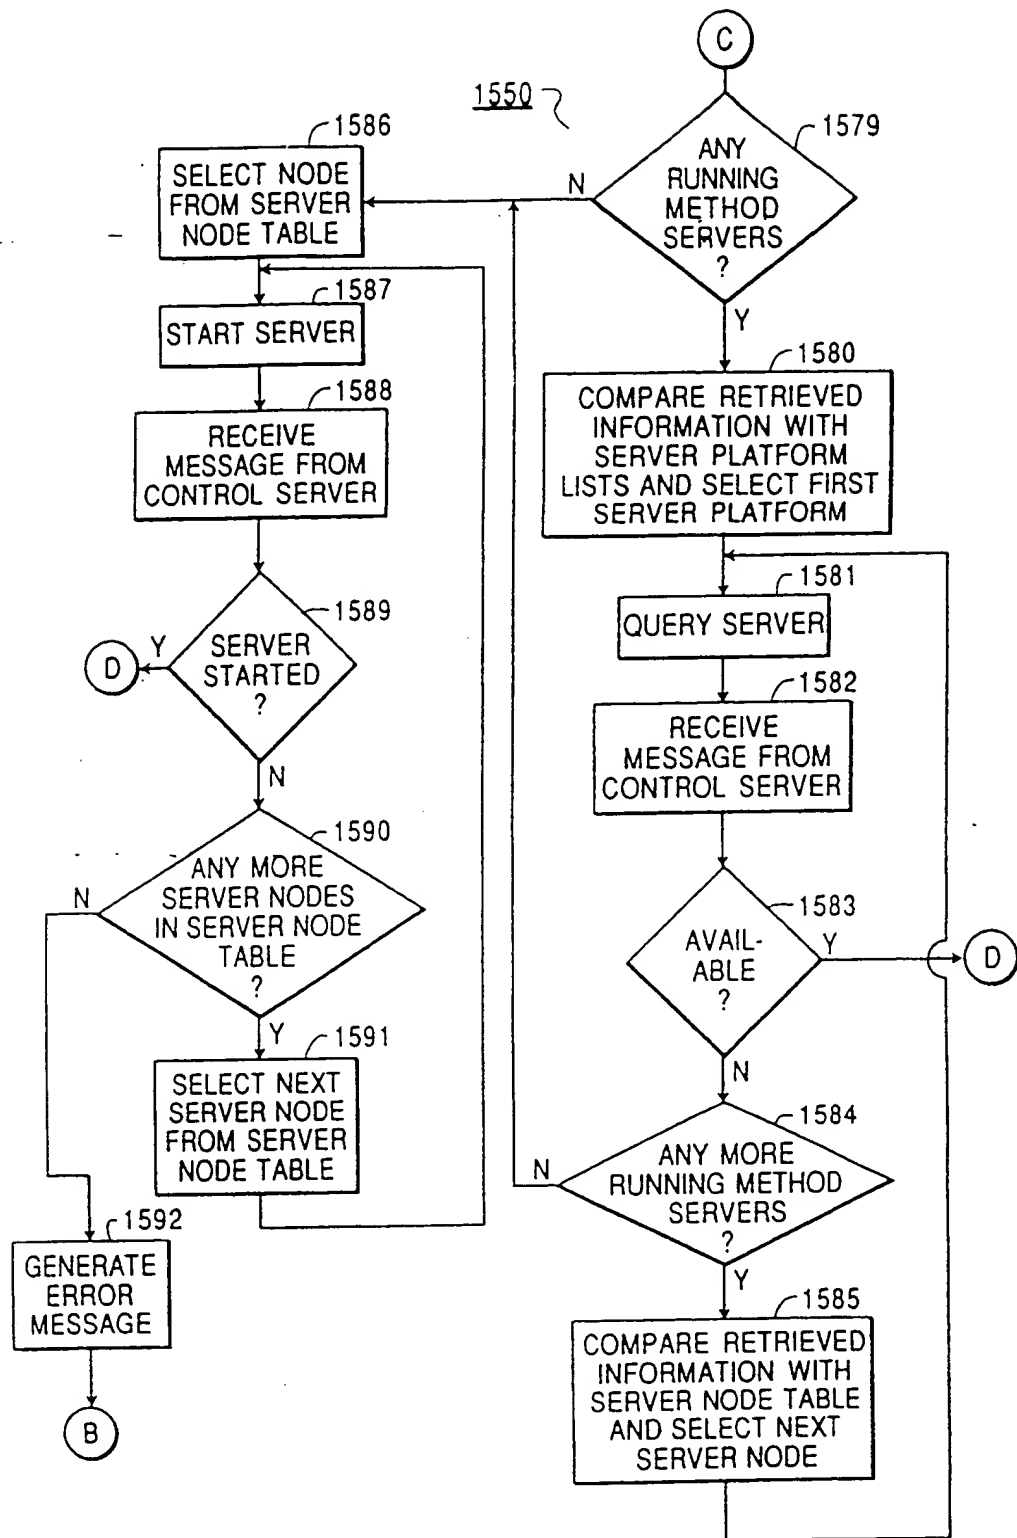 C
1550
1579
ANY
RUNNING
METHOD
SERVERS
?
N
Y
1586
SELECT NODE
FROM SERVER
NODE TABLE
1587
START SERVER
1588
RECEIVE
MESSAGE FROM
CONTROL SERVER
1589
SERVER
STARTED
?
Y
D
N
1590
ANY MORE
SERVER NODES
IN SERVER NODE
TABLE
?
N
Y
1591
SELECT NEXT
SERVER NODE
FROM SERVER
NODE TABLE
1592
GENERATE
ERROR
MESSAGE
B
1580
COMPARE RETRIEVED
INFORMATION WITH
SERVER PLATFORM
LISTS AND SELECT FIRST
SERVER PLATFORM
1581
QUERY SERVER
1582
RECEIVE
MESSAGE FROM
CONTROL SERVER
1583
AVAIL-
ABLE
?
Y
D
N
1584
ANY MORE
RUNNING METHOD
SERVERS
?
N
Y
1585
COMPARE RETRIEVED
INFORMATION WITH
SERVER NODE TABLE
AND SELECT NEXT
SERVER NODE